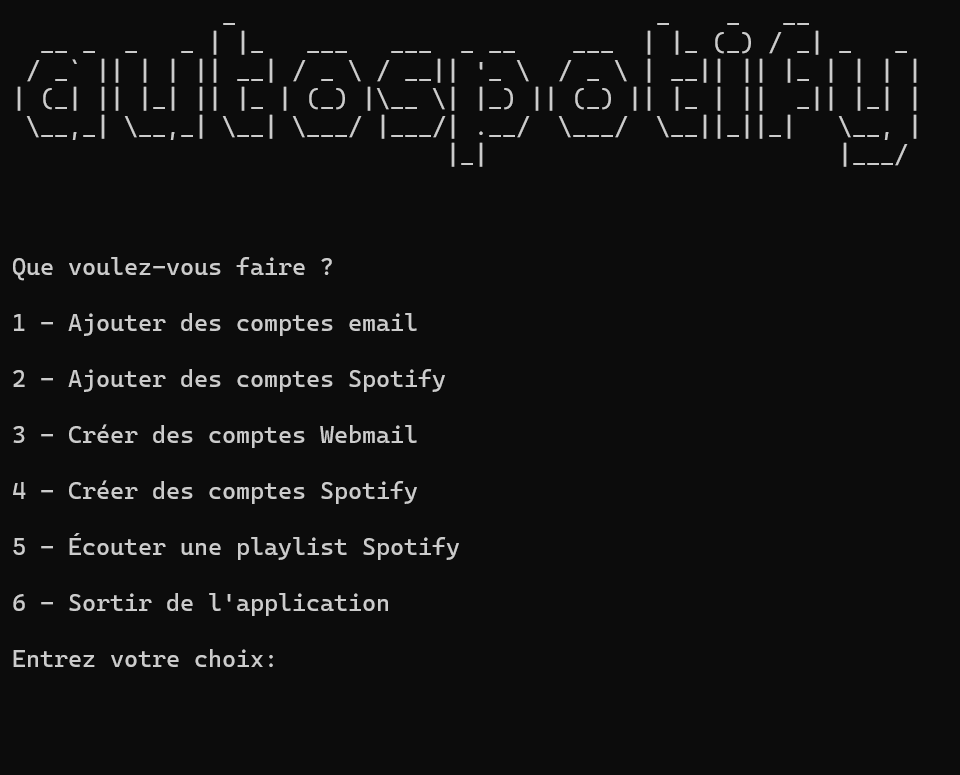 autospotify
Que voulez-vous faire ?
1 - Ajouter des comptes email
2 - Ajouter des comptes Spotify
3 - Créer des comptes Webmail
4 - Créer des comptes Spotify
5 - Écouter une playlist Spotify
6 - Sortir de l'application
Entrez votre choix: